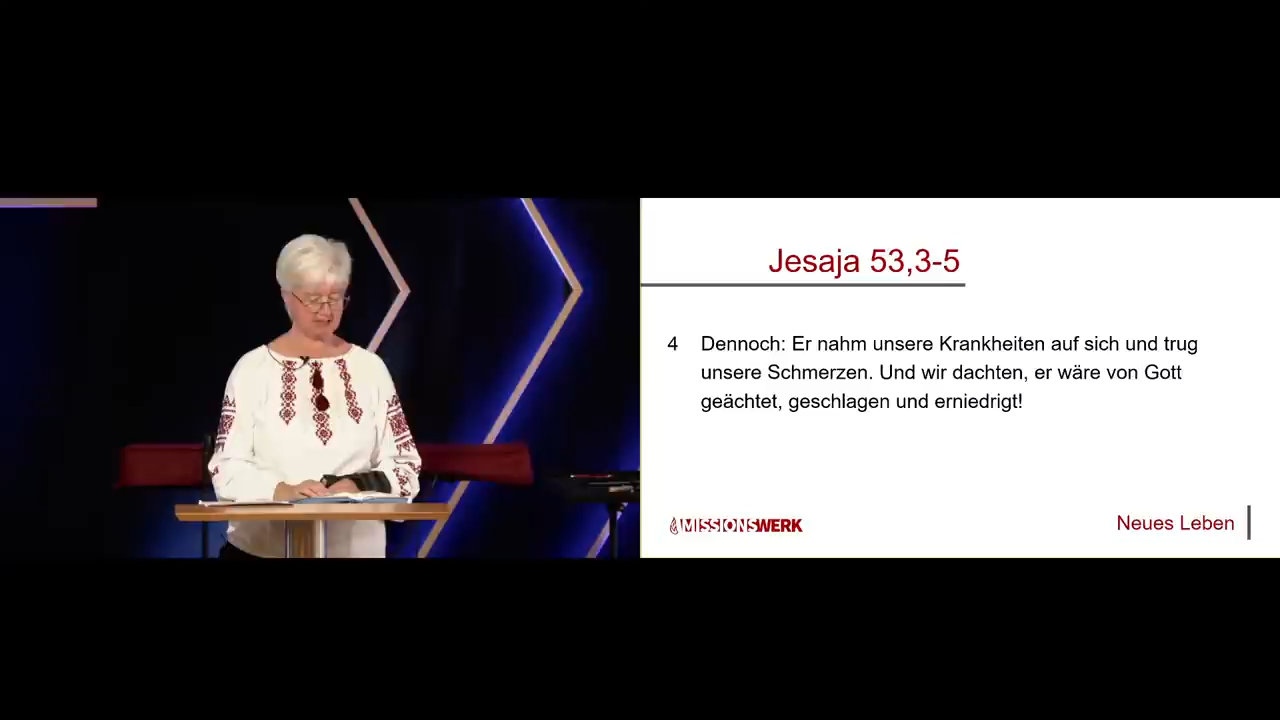 Jesaja 53,3-5
4 Dennoch: Er nahm unsere Krankheiten auf sich und trug
unsere Schmerzen. Und wir dachten, er wäre von Gott
geächtet, geschlagen und erniedrigt!
MISSIONSWERK
Neues Leben